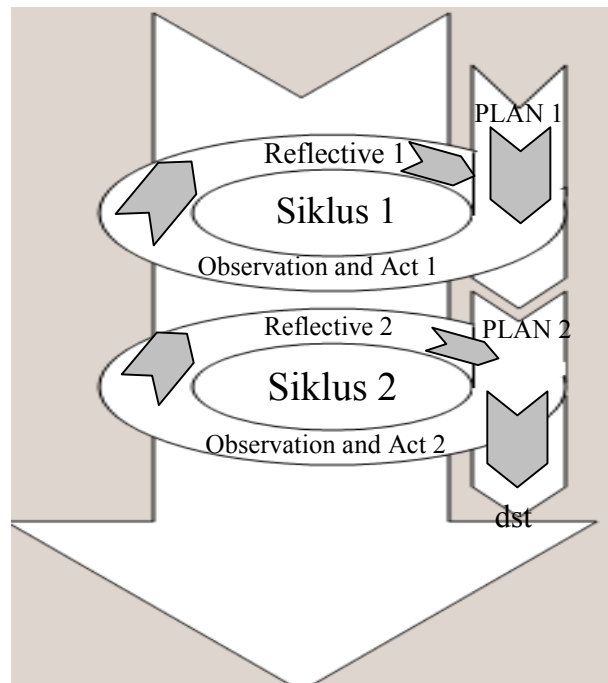 PLAN 1
Reflective 1
Siklus 1
Observation and Act 1
Reflective 2
PLAN 2
Siklus 2
Observation and Act 2
dst